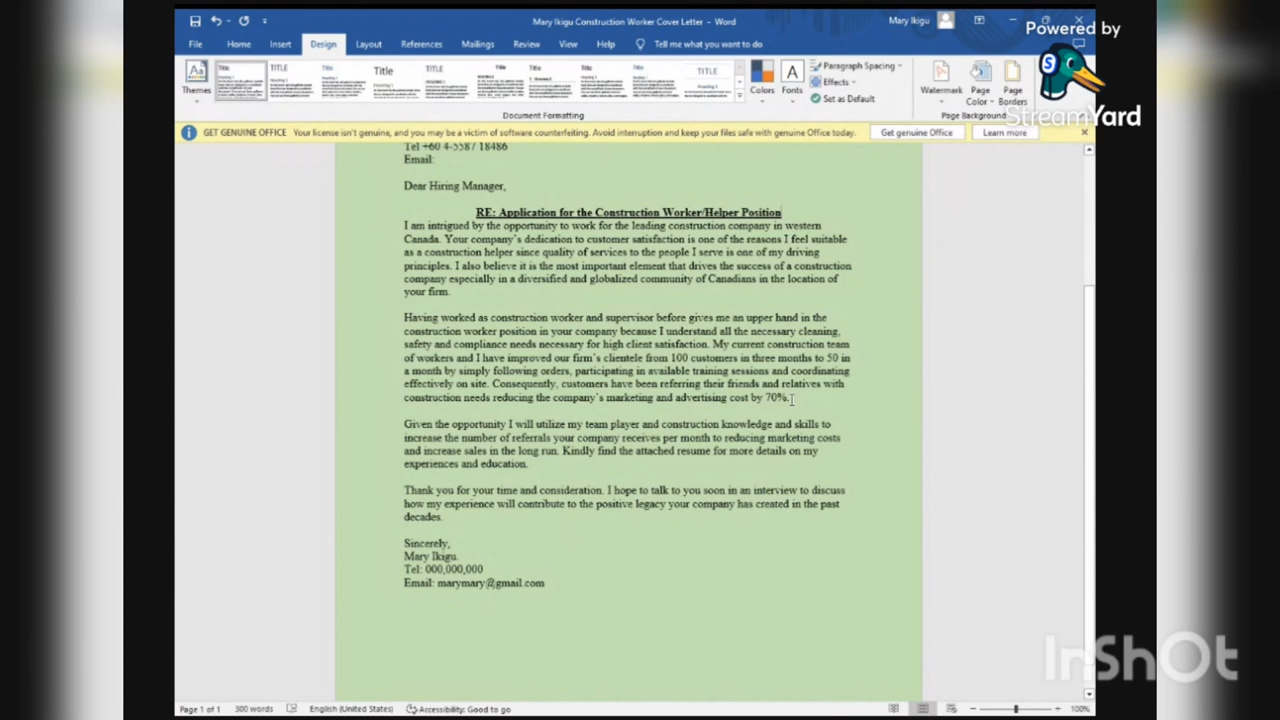 Mary Ikigu Construction Worker Cover Letter - Word
Mary Ikigu
Powered by
File Home Insert Design Layout References Mailings Review View Help Tell me what you want to do
StreamYard
Themes
Title
TITLE
Title
Title
TITLE
Title
Title
Title
TITLE
Colors
Fonts
Paragraph Spacing
Effects
Set as Default
Watermark
Page Color
Page Borders
Document Formatting
Page Background
GET GENUINE OFFICE Your license isn't genuine, and you may be a victim of software counterfeiting. Avoid interruption and keep your files safe with genuine Office today. Get genuine Office Learn more
Tel +60 4-5587 18486
Email:
Dear Hiring Manager,
RE: Application for the Construction Worker/Helper Position
I am intrigued by the opportunity to work for the leading construction company in western
Canada. Your company's dedication to customer satisfaction is one of the reasons I feel suitable
as a construction helper since quality of services to the people I serve is one of my driving
principles. I also believe it is the most important element that drives the success of a construction
company especially in a diversified and globalized community of Canadians in the location of
your firm.
Having worked as construction worker and supervisor before gives me an upper hand in the
construction worker position in your company because I understand all the necessary cleaning,
safety and compliance needs necessary for high client satisfaction. My current construction team
of workers and I have improved our firm's clientele from 100 customers in three months to 50 in
a month by simply following orders, participating in available training sessions and coordinating
effectively on site. Consequently, customers have been referring their friends and relatives with
construction needs reducing the company's marketing and advertising cost by 70%.
Given the opportunity I will utilize my team player and construction knowledge and skills to
increase the number of referrals your company receives per month to reducing marketing costs
and increase sales in the long run. Kindly find the attached resume for more details on my
experiences and education.
Thank you for your time and consideration. I hope to talk to you soon in an interview to discuss
how my experience will contribute to the positive legacy your company has created in the past
decades.
Sincerely,
Mary Ikigu.
Tel: 000,000,000
Email: marymary@gmail.com
InShOt
Page 1 of 1 300 words English (United States) Accessibility: Good to go 100%